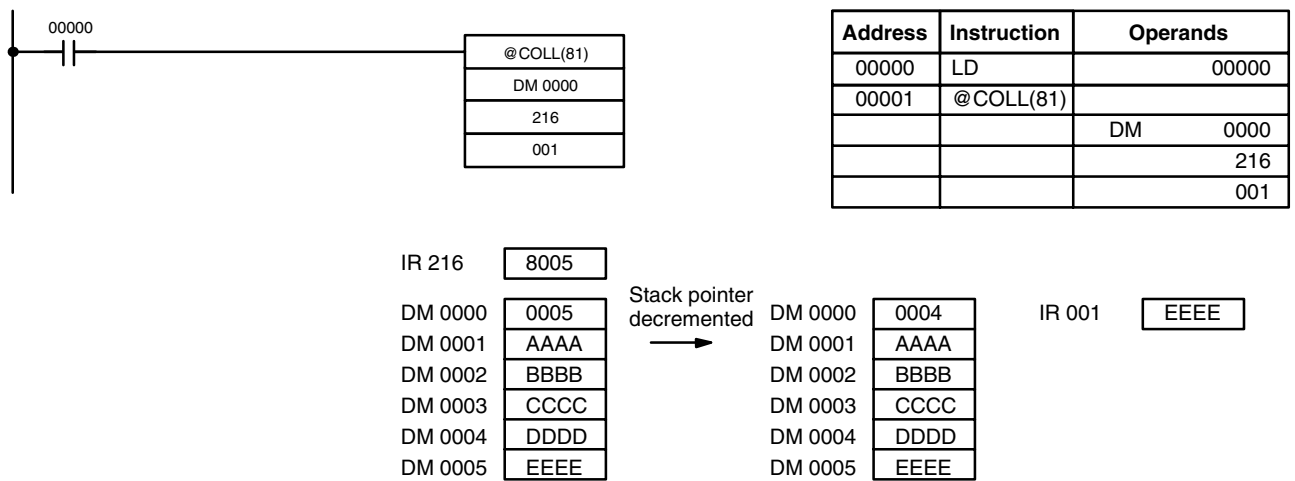 00000
@COLL(81)
DM 0000
216
001
Address Instruction Operands
00000 LD 00000
00001 @COLL(81)
DM 0000
216
001
IR 216 8005
Stack pointer
decremented
DM 0000 0005
DM 0001 AAAA
DM 0002 BBBB
DM 0003 CCCC
DM 0004 DDDD
DM 0005 EEEE
DM 0000 0004
DM 0001 AAAA
DM 0002 BBBB
DM 0003 CCCC
DM 0004 DDDD
DM 0005 EEEE
IR 001 EEEE